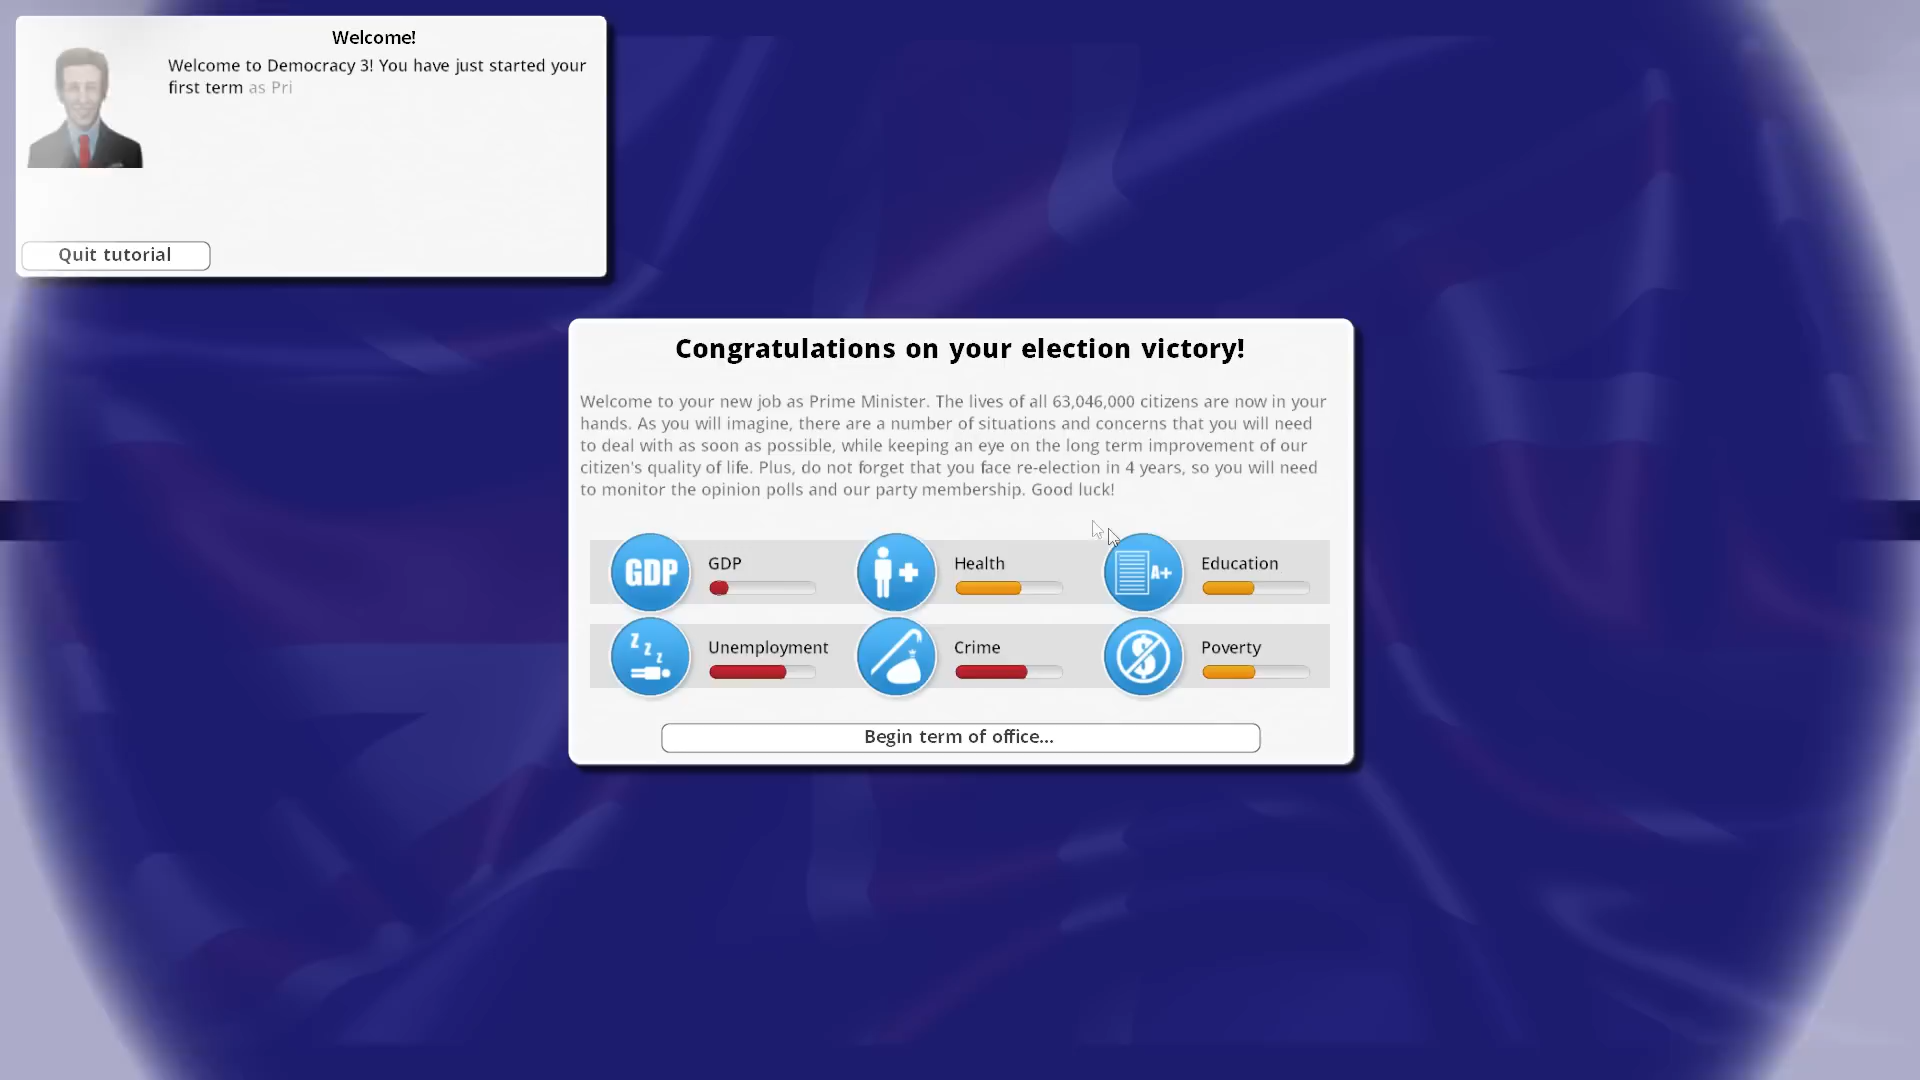 Welcome!
Welcome to Democracy 3! You have just started your
first term as Pri
Quit tutorial
Congratulations on your election victory!
Welcome to your new job as Prime Minister. The lives of all 63,046,000 citizens are now in your
hands. As you will imagine, there are a number of situations and concerns that you will need
to deal with as soon as possible, while keeping an eye on the long term improvement of our
citizen's quality of life. Plus, do not forget that you face re-election in 4 years, so you will need
to monitor the opinion polls and our party membership. Good luck!
GDP GDP
Health
A+ Education
Z Z Z Unemployment
Crime
$ Poverty
Begin term of office...